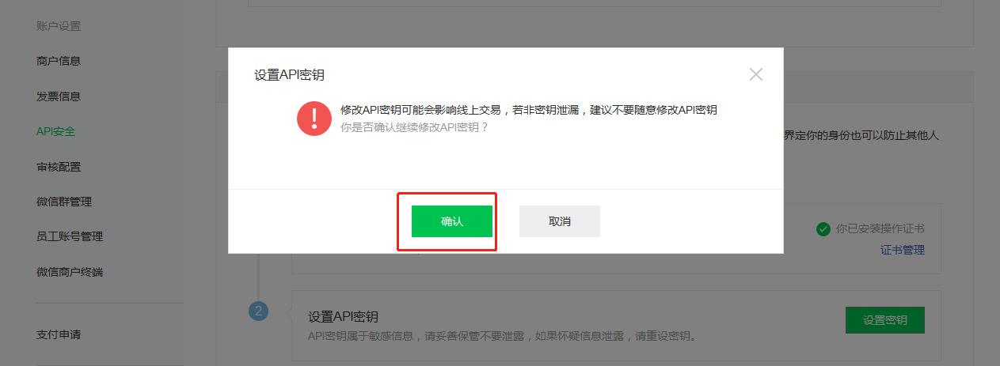 账户设置
商户信息
发票信息
API安全
审核配置
微信群管理
员工账号管理
微信商户终端
支付申请
设置API密钥
!
修改API密钥可能会影响线上交易，若非密钥泄漏，建议不要随意修改API密钥
你是否确认继续修改API密钥？
确认
取消
界定你的身份也可以防止其他人
你已安装操作证书
证书管理
2
设置API密钥
设置密钥
API密钥属于敏感信息，请妥善保管不要泄露，如果怀疑信息泄露，请重设密钥。